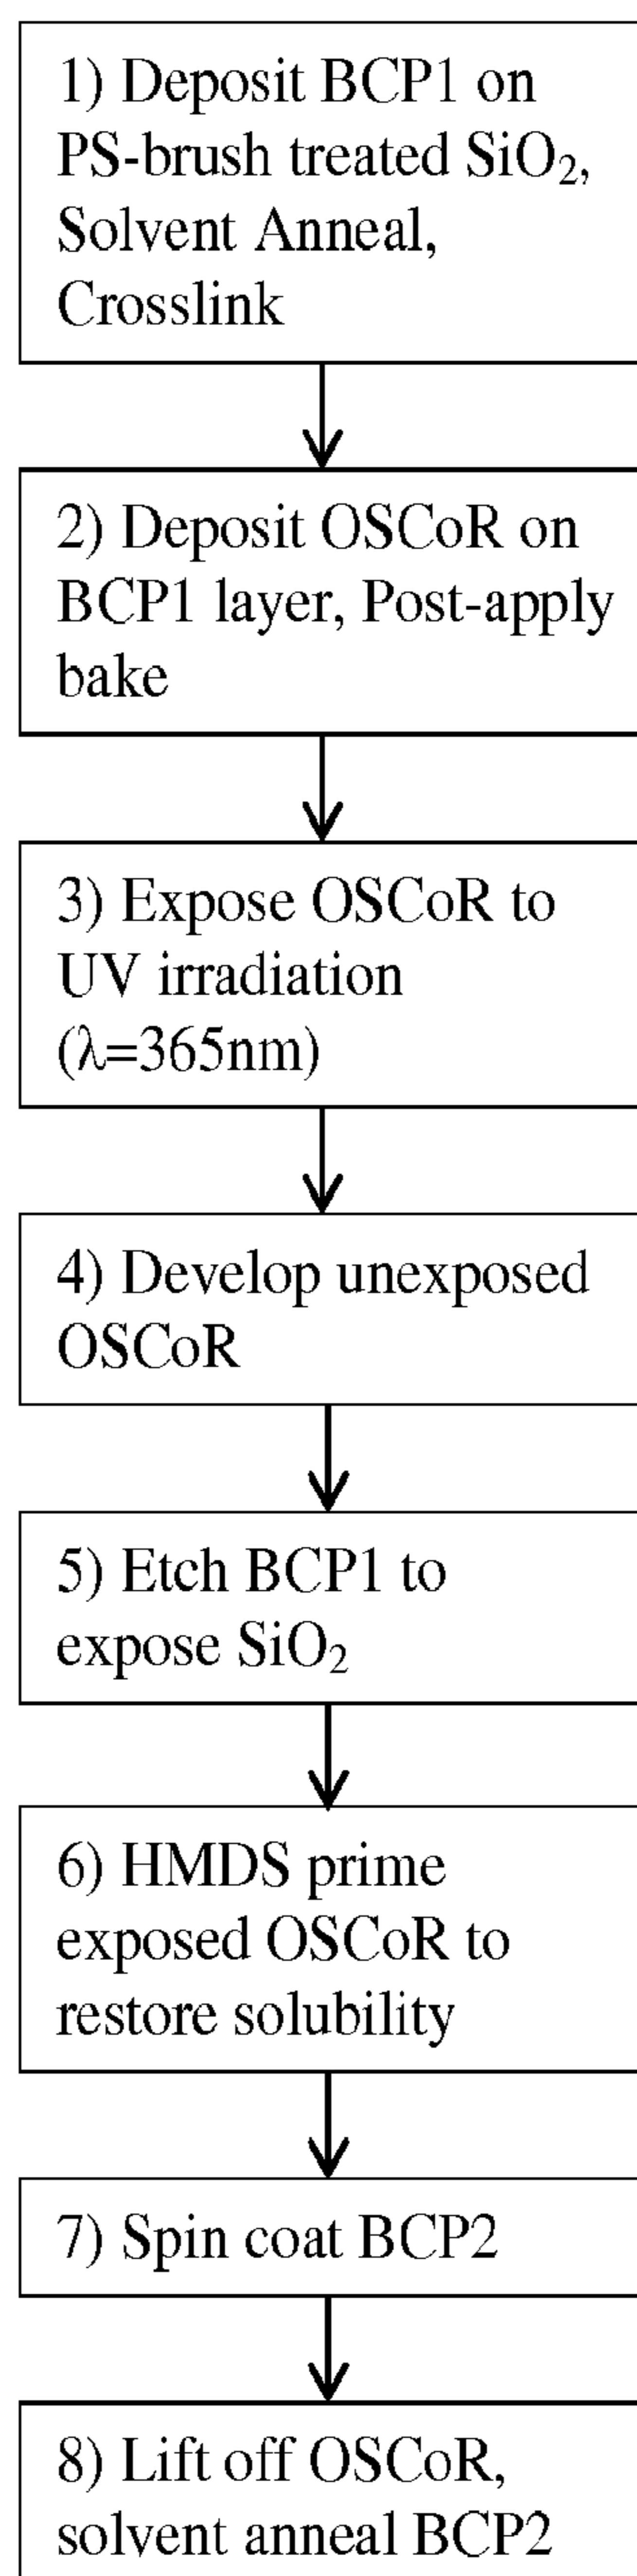 1) Deposit BCP1 on
PS-brush treated SiO₂,
Solvent Anneal,
Crosslink
2) Deposit OSCoR on
BCP1 layer, Post-apply
bake
3) Expose OSCoR to
UV irradiation
(λ=365nm)
4) Develop unexposed
OSCoR
5) Etch BCP1 to
expose SiO₂
6) HMDS prime
exposed OSCoR to
restore solubility
7) Spin coat BCP2
8) Lift off OSCoR,
solvent anneal BCP2